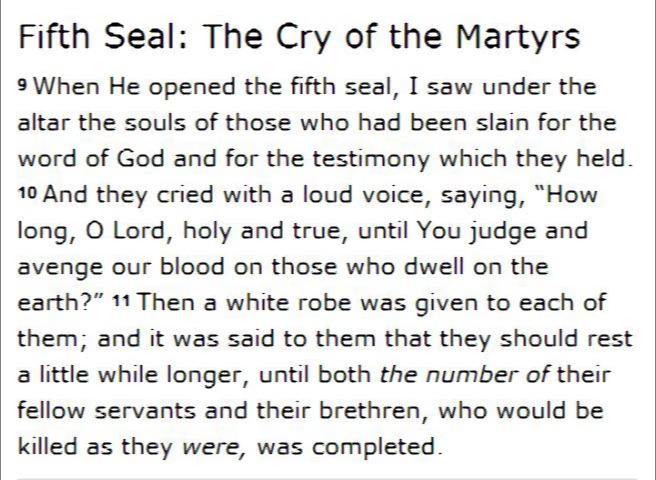 Fifth Seal: The Cry of the Martyrs
9 When He opened the fifth seal, I saw under the
altar the souls of those who had been slain for the
word of God and for the testimony which they held.
10 And they cried with a loud voice, saying, “How
long, O Lord, holy and true, until You judge and
avenge our blood on those who dwell on the
earth?” 11 Then a white robe was given to each of
them; and it was said to them that they should rest
a little while longer, until both the number of their
fellow servants and their brethren, who would be
killed as they were, was completed.